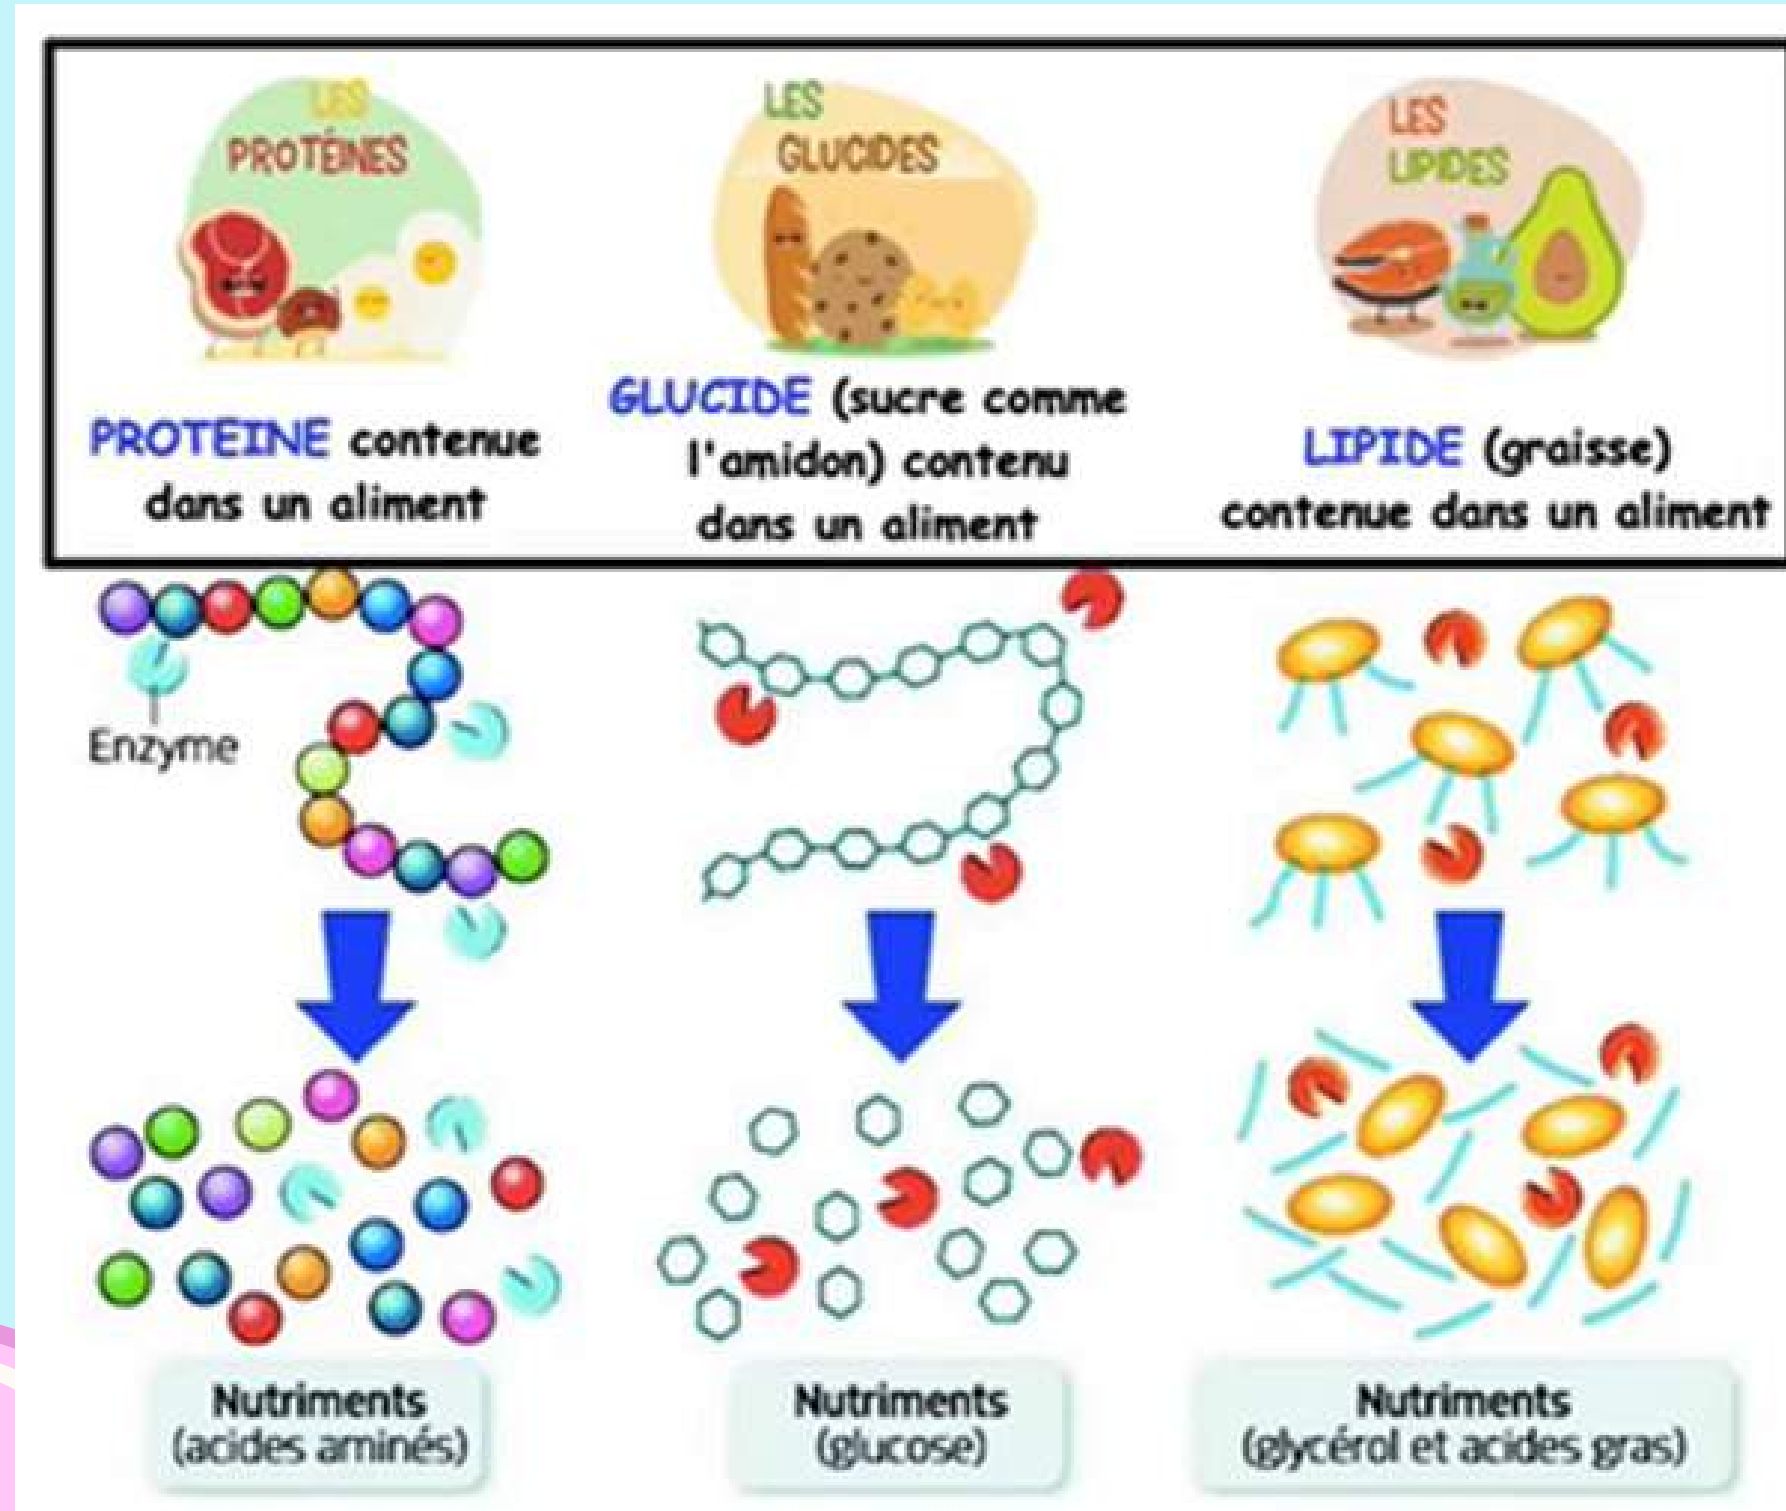 LES
PROTÉINES
LES
GLUCIDES
LES
LIPIDES
PROTEINE contenue
dans un aliment
GLUCIDE (sucre comme
l'amidon) contenu
dans un aliment
LIPIDE (graisse)
contenue dans un aliment
Enzyme
Nutriments
(acides aminés)
Nutriments
(glucose)
Nutriments
(glycérol et acides gras)